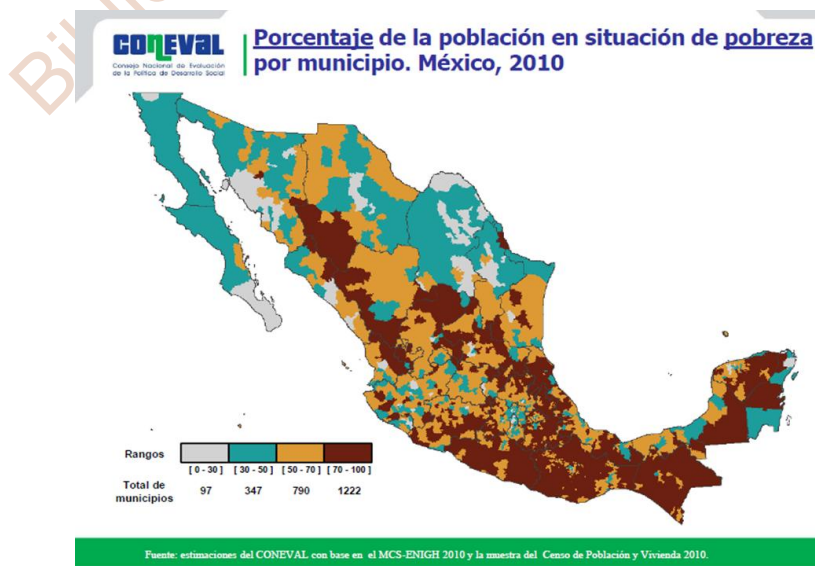 CONEVAL
Consejo Nacional de Evaluación
de la Política de Desarrollo Social
Porcentaje de la población en situación de pobreza
por municipio. México, 2010
Rangos
[ 0 - 30 ] [ 30 - 50 ] [ 50 - 70 ] [ 70 - 100 ]
Total de
municipios
97 347 790 1222
Fuente: estimaciones del CONEVAL con base en el MCS-ENIGH 2010 y la muestra del Censo de Población y Vivienda 2010.